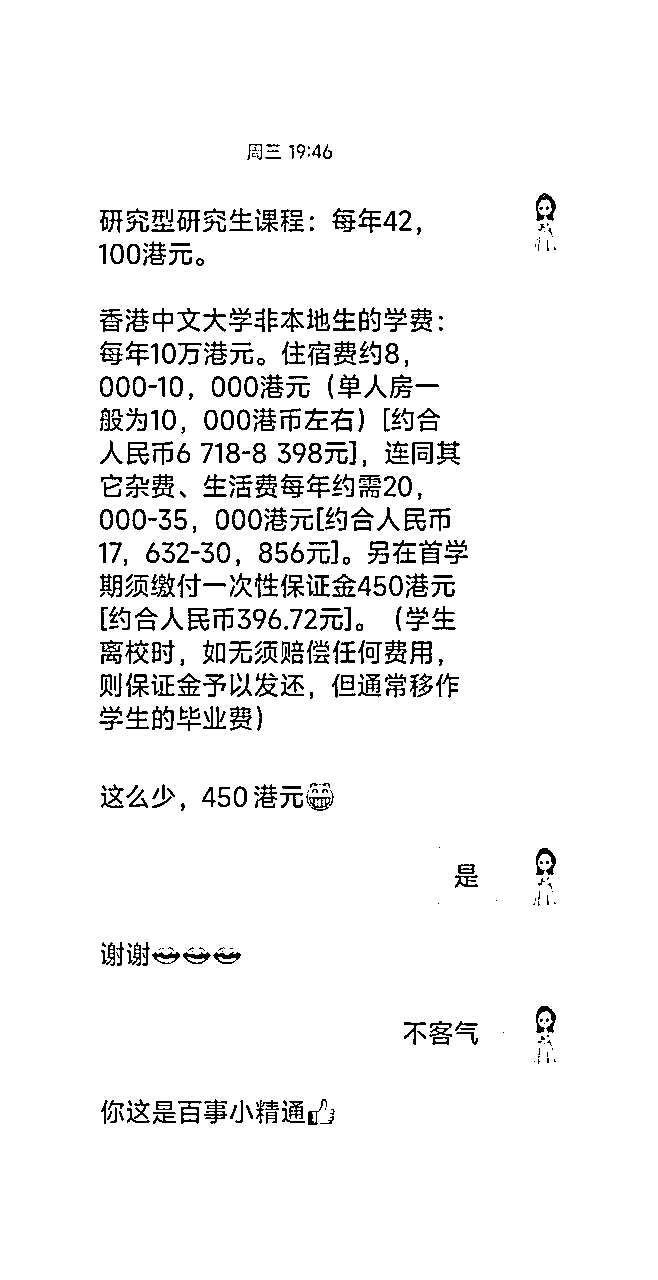 周三 19:46
研究型研究生课程：每年42，
100港元。
香港中文大学非本地生的学费：
每年10万港元。住宿费约8，
000-10，000港元（单人房一
般为10，000港币左右）[约合
人民币6 718-8 398元]，连同其
它杂费、生活费每年约需20，
000-35，000港元[约合人民币
17，632-30，856元]。另在首学
期须缴付一次性保证金450港元
[约合人民币396.72元]。（学生
离校时，如无须赔偿任何费用，
则保证金予以发还，但通常移作
学生的毕业费）
这么少，450港元😁
是
谢谢😄😄😄
不客气
你这是百事小精通👍